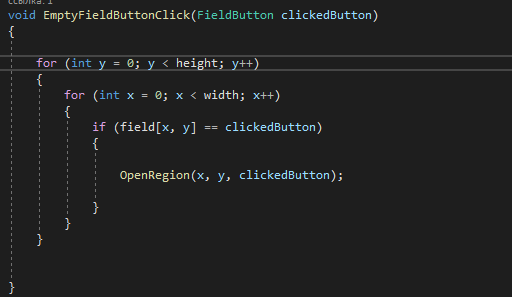 ссылка: 1
void EmptyFieldButtonClick(FieldButton clickedButton)
{
for (int y = 0; y < height; y++)
{
for (int x = 0; x < width; x++)
{
if (field[x, y] == clickedButton)
{
OpenRegion(x, y, clickedButton);
}
}
}
}